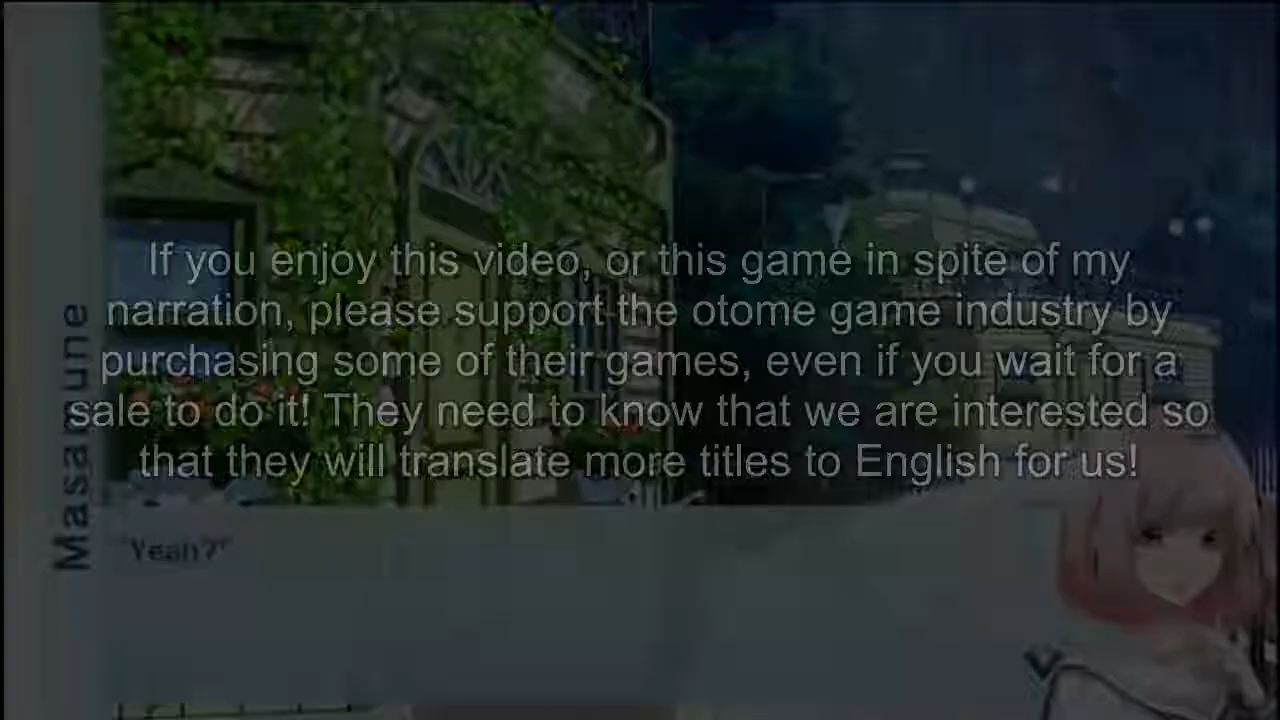 If you enjoy this video, or this game in spite of my
narration, please support the otome game industry by
purchasing some of their games, even if you wait for a
sale to do it! They need to know that we are interested so
that they will translate more titles to English for us!
Masamune
"Yeah?"